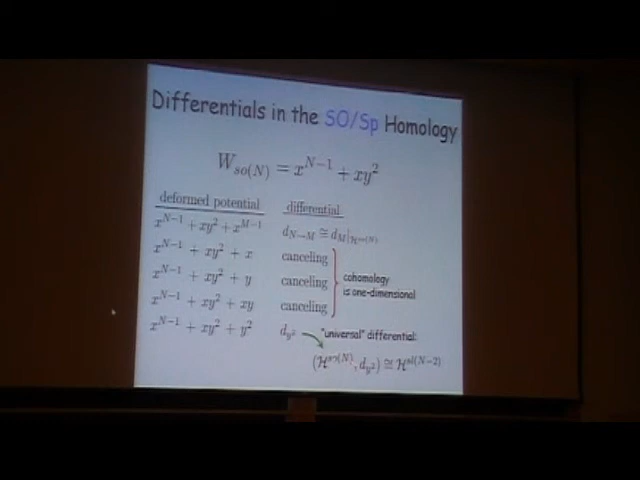 Differentials in the SO/Sp Homology
W_{so(N)} = x^{N-1} + xy^2
deformed potential differential
x^{N-1} + xy^2 + x^{M-1} d_{N→M} ≅ d_M|_{H^{so(N)}}
x^{N-1} + xy^2 + x canceling
x^{N-1} + xy^2 + y canceling
x^{N-1} + xy^2 + xy canceling
cohomology
is one-dimensional
x^{N-1} + xy^2 + y^2 d_{y^2} "universal" differential:
(H^{so(N)}, d_{y^2}) ≅ H^{sl(N-2)}